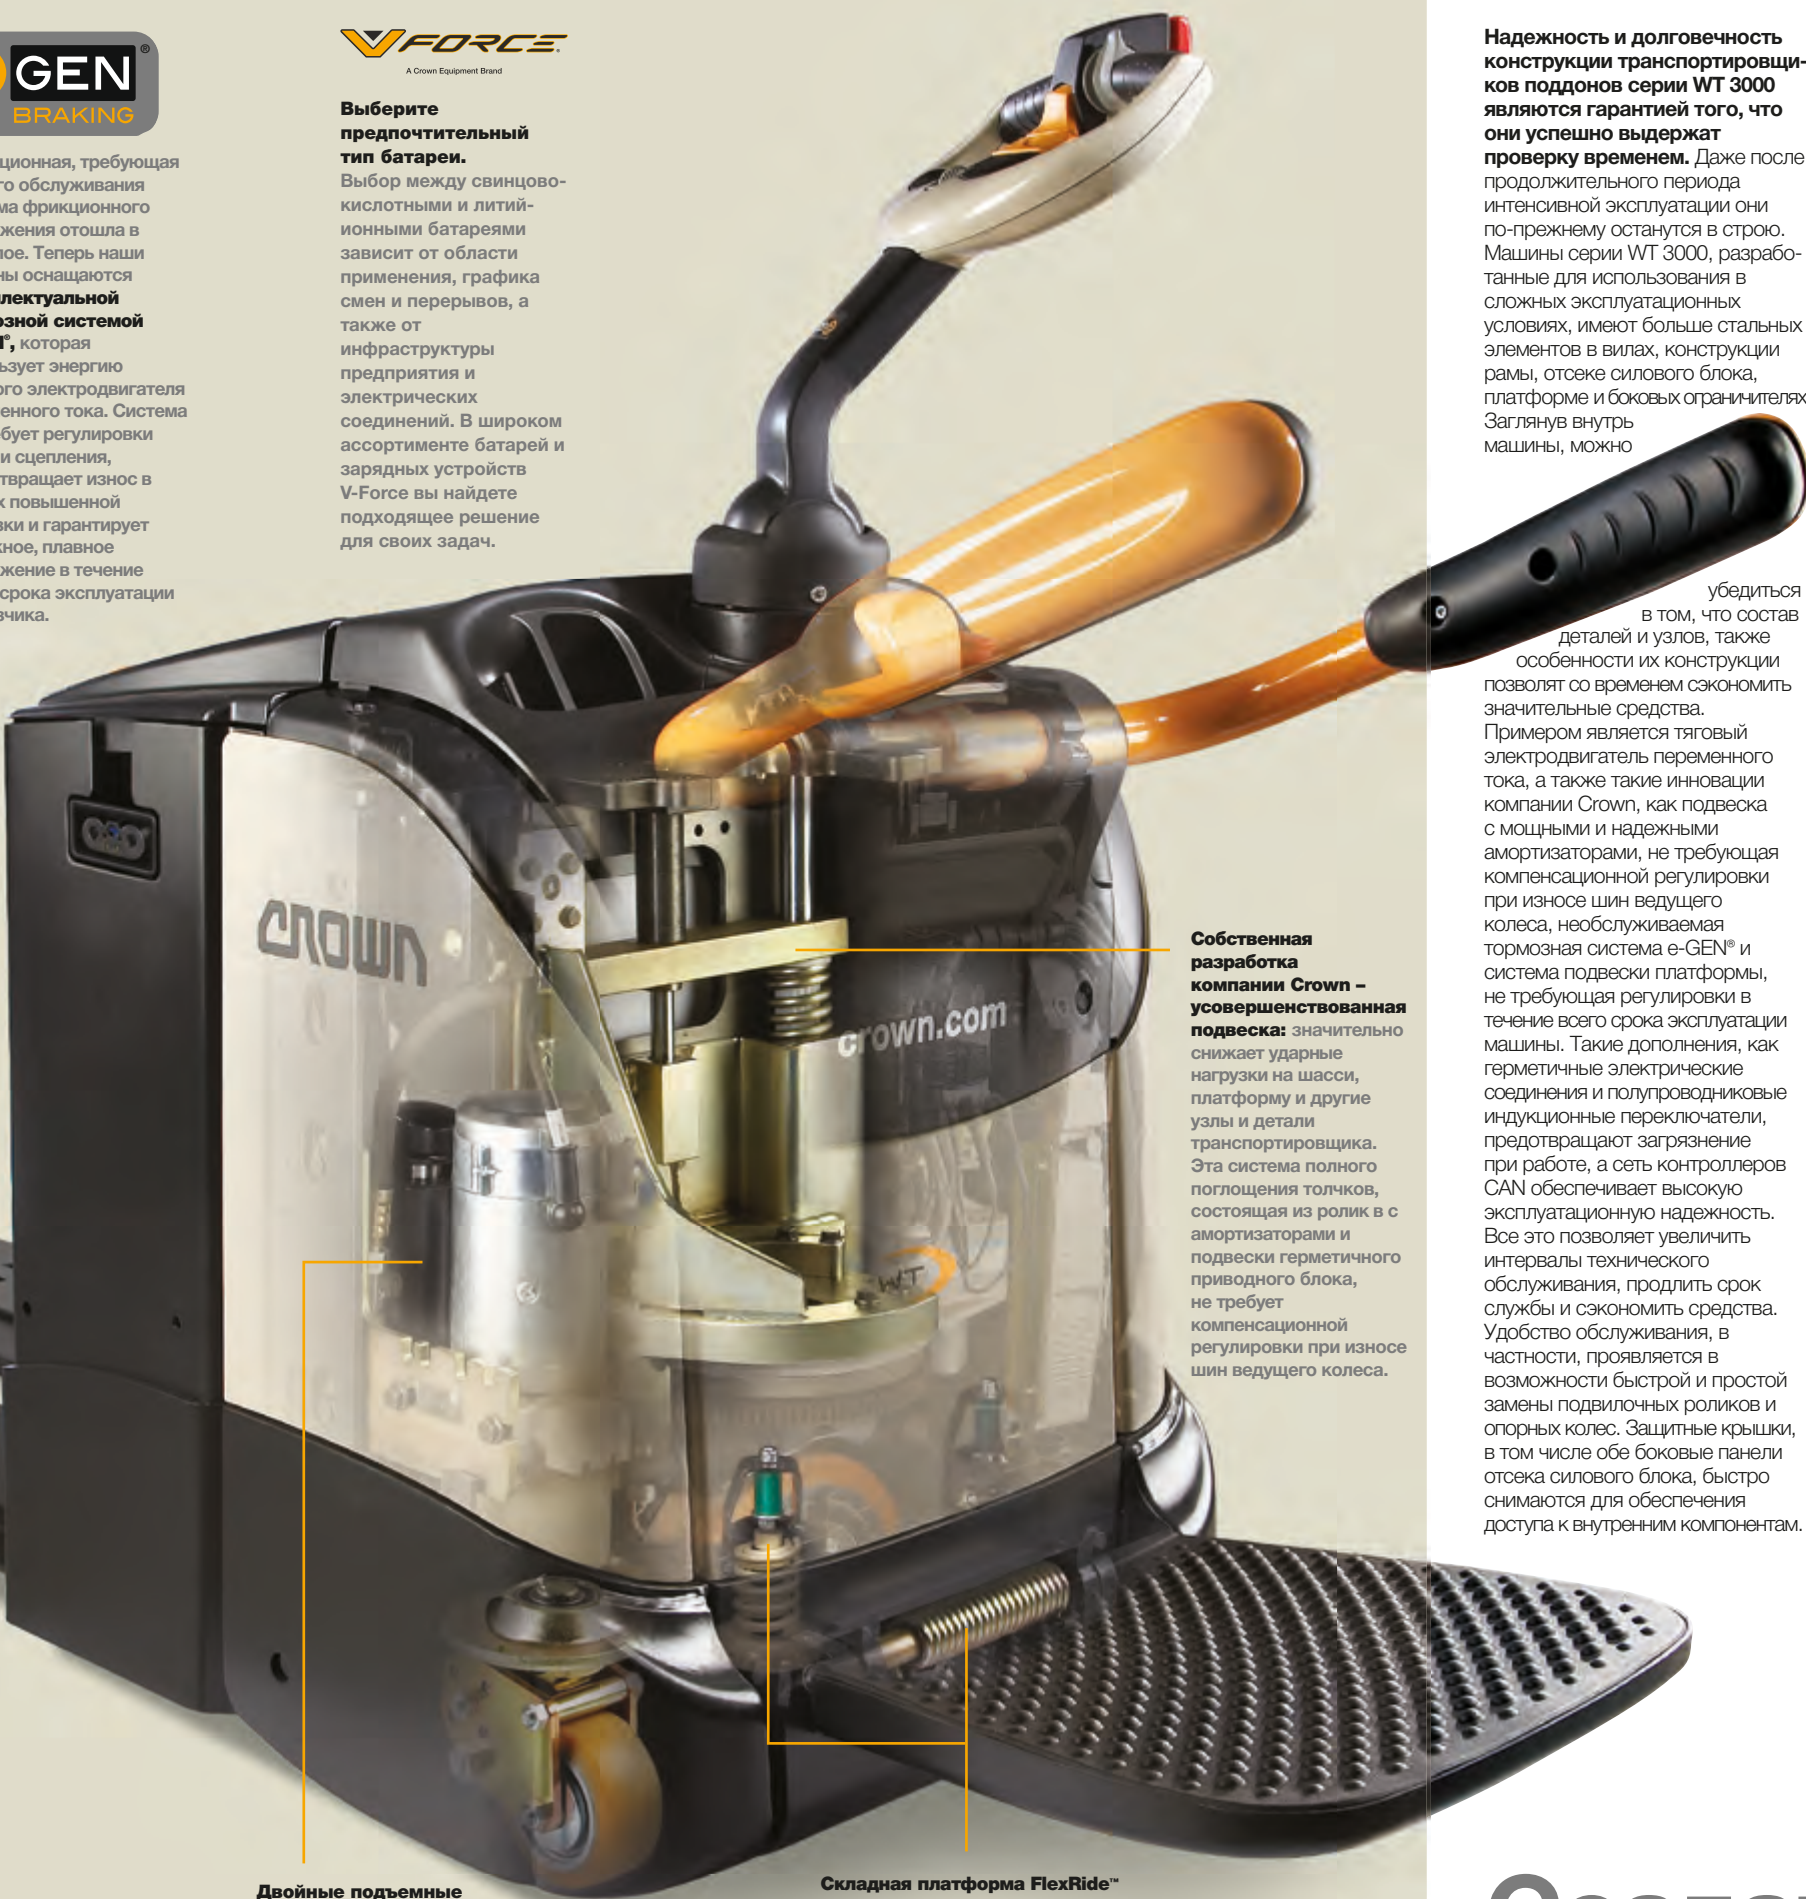 GEN®
BRAKING
ционная, требующая
го обслуживания
ма фрикционного
жения отошла в
лое. Теперь наши
ны оснащаются
лектуальной
озной системой
которая
ьзует энергию
ого электродвигателя
енного тока. Система
бует регулировки
и сцепления,
твращает износ в
х повышенной
зки и гарантирует
жное, плавное
жение в течение
срока эксплуатации
зчика.
V-FORCE
A Crown Equipment Brand
Выберите
предпочтительный
тип батареи.
Выбор между свинцово-
кислотными и литий-
ионными батареями
зависит от области
применения, графика
смен и перерывов, а
также от
инфраструктуры
предприятия и
электрических
соединений. В широком
ассортименте батарей и
зарядных устройств
V-Force вы найдете
подходящее решение
для своих задач.
CROWN
crown.com
WT
Собственная
разработка
компании Crown –
усовершенствованная
подвеска: значительно
снижает ударные
нагрузки на шасси,
платформу и другие
узлы и детали
транспортировщика.
Эта система полного
поглощения толчков,
состоящая из ролик в с
амортизаторами и
подвески герметичного
приводного блока,
не требует
компенсационной
регулировки при износе
шин ведущего колеса.
Двойные подъемные
Складная платформа FlexRide™
Надежность и долговечность
конструкции транспортировщи-
ков поддонов серии WT 3000
являются гарантией того, что
они успешно выдержат
проверку временем. Даже после
продолжительного периода
интенсивной эксплуатации они
по-прежнему останутся в строю.
Машины серии WT 3000, разрабо-
танные для использования в
сложных эксплуатационных
условиях, имеют больше стальных
элементов в вилах, конструкции
рамы, отсеке силового блока,
платформе и боковых ограничителях
Заглянув внутрь
машины, можно
убедиться
в том, что состав
деталей и узлов, также
особенности их конструкции
позволят со временем сэкономить
значительные средства.
Примером является тяговый
электродвигатель переменного
тока, а также такие инновации
компании Crown, как подвеска
с мощными и надежными
амортизаторами, не требующая
компенсационной регулировки
при износе шин ведущего
колеса, необслуживаемая
тормозная система e-GEN® и
система подвески платформы,
не требующая регулировки в
течение всего срока эксплуатации
машины. Такие дополнения, как
герметичные электрические
соединения и полупроводниковые
индукционные переключатели,
предотвращают загрязнение
при работе, а сеть контроллеров
CAN обеспечивает высокую
эксплуатационную надежность.
Все это позволяет увеличить
интервалы технического
обслуживания, продлить срок
службы и сэкономить средства.
Удобство обслуживания, в
частности, проявляется в
возможности быстрой и простой
замены подвилочных роликов и
опорных колес. Защитные крышки,
в том числе обе боковые панели
отсека силового блока, быстро
снимаются для обеспечения
доступа к внутренним компонентам.